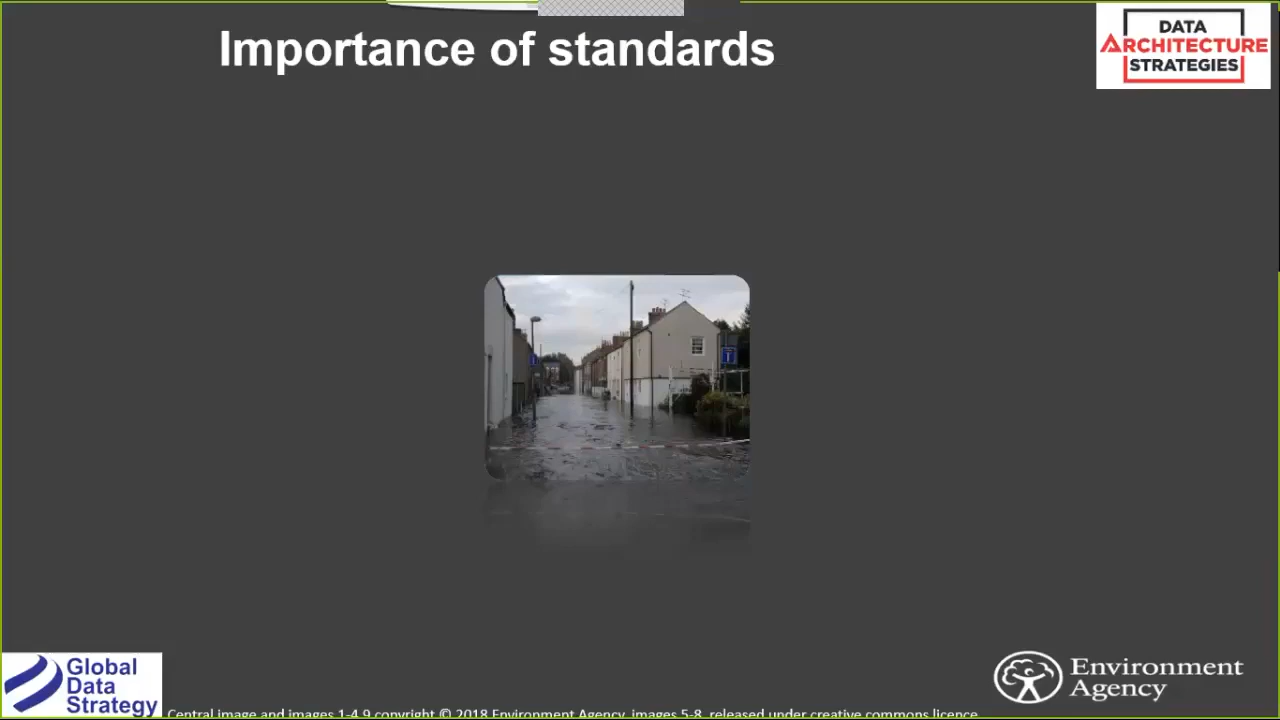 Importance of standards
DATA
ARCHITECTURE
STRATEGIES
Global
Data
Strategy
Environment
Agency
Central image and images 1-4,9 copyright © 2018 Environment Agency, images 5-8, released under creative commons licence